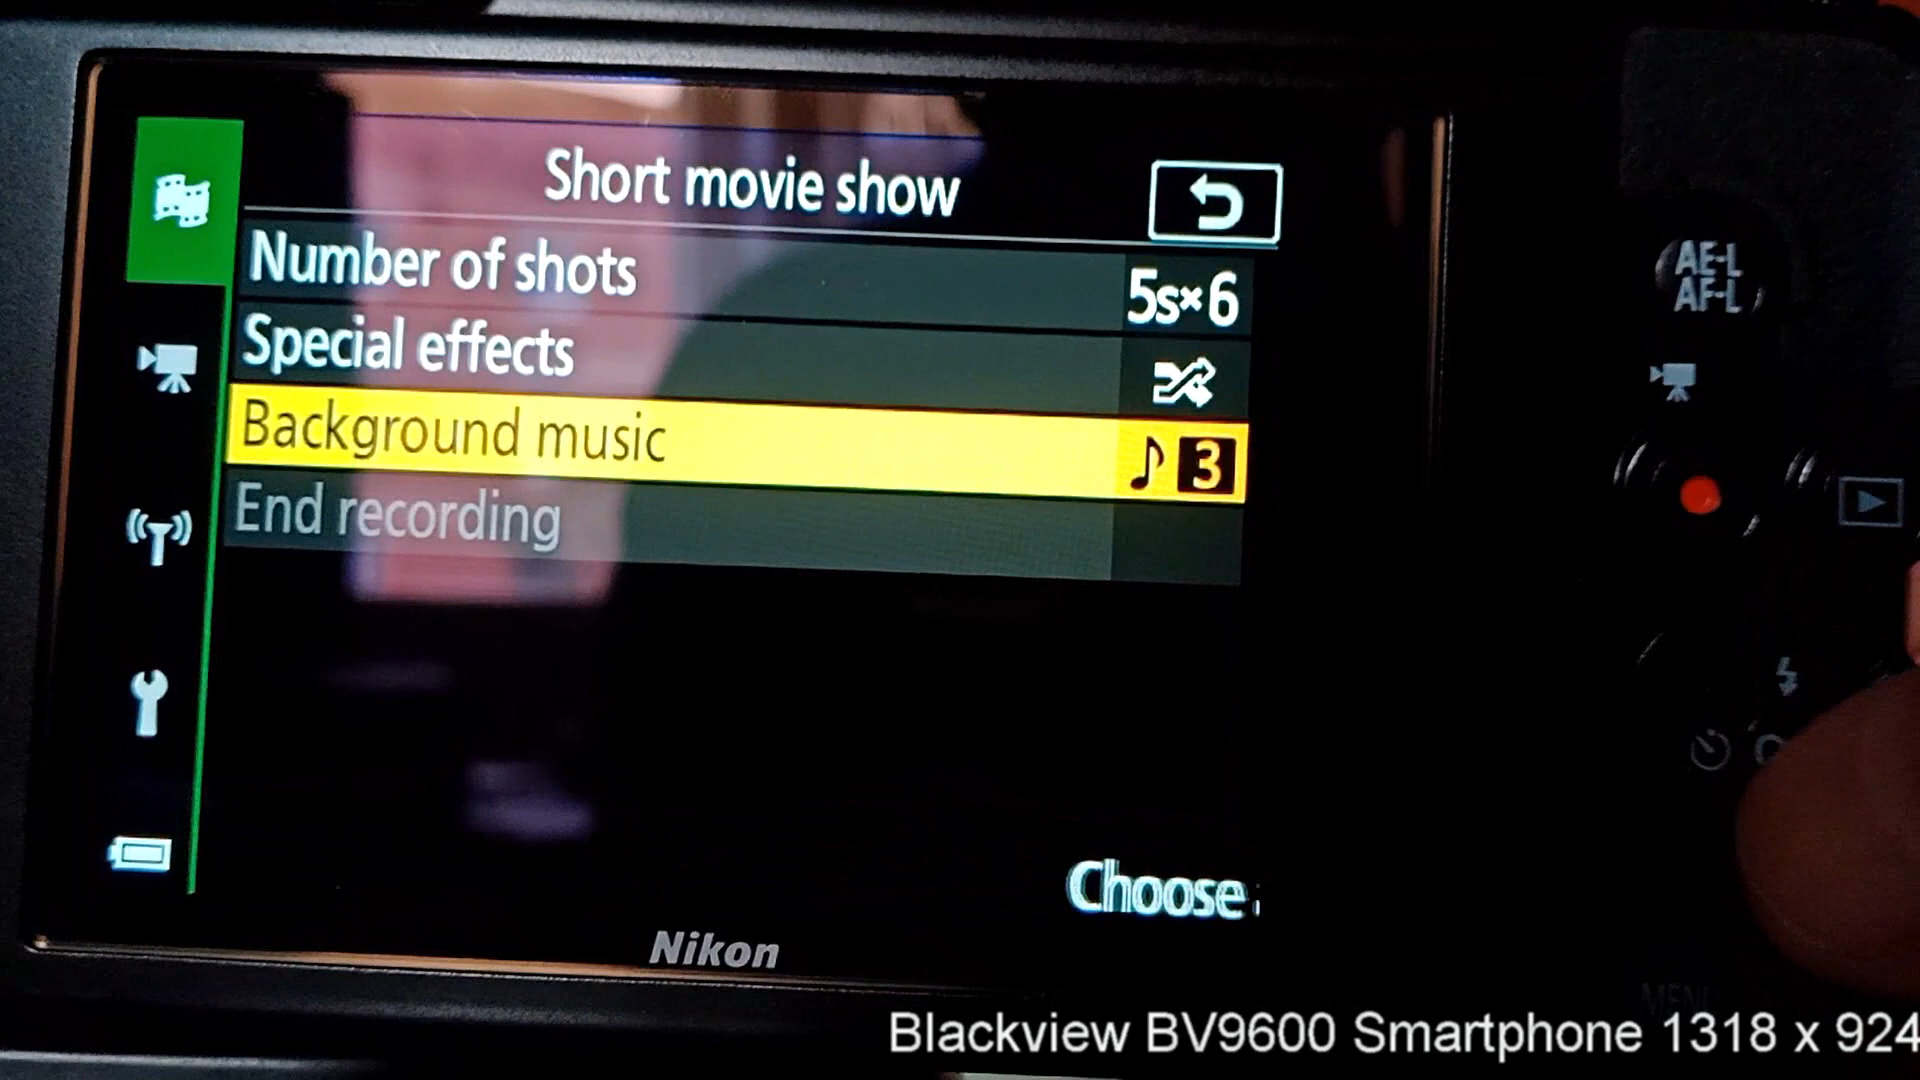 Short movie show
Number of shots
5s×6
Special effects
Background music
3
End recording
Choose
Nikon
AE-L
AF-L
MENU
Blackview BV9600 Smartphone 1318 x 924